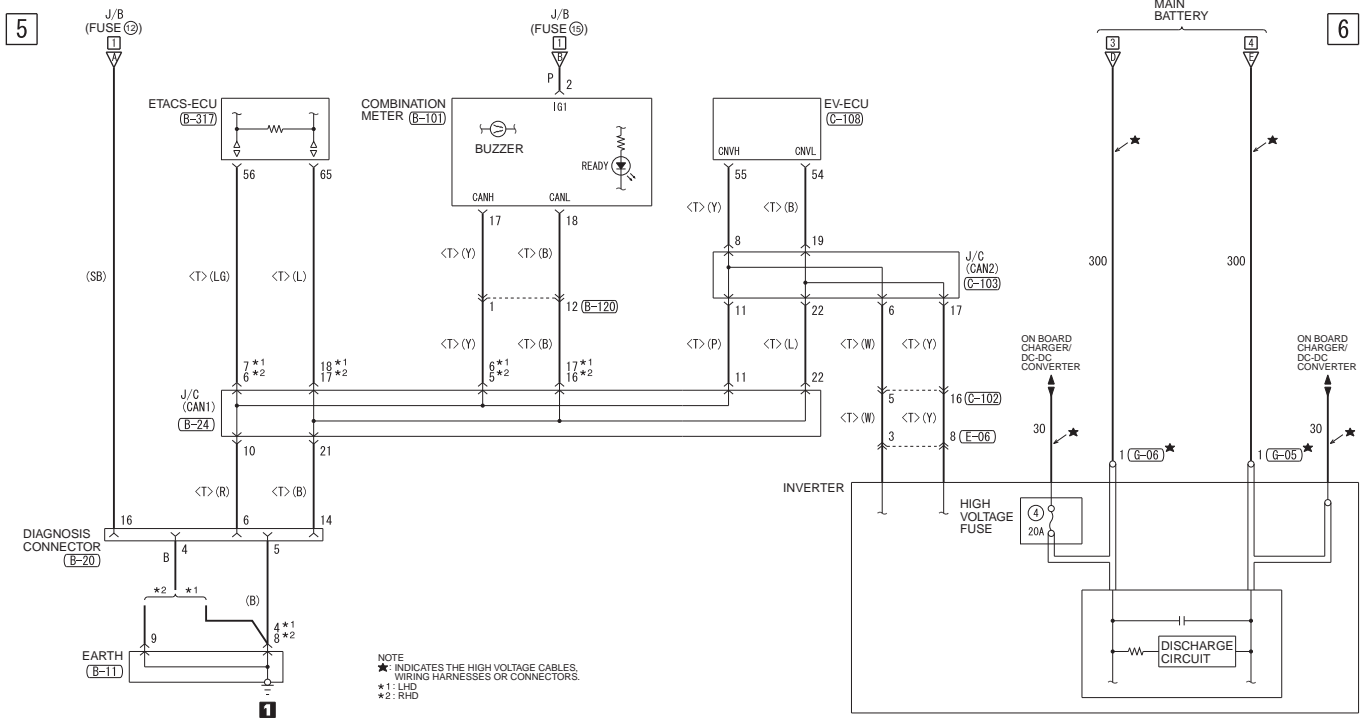 5
J/B
(FUSE ⑫)
1
A
J/B
(FUSE ⑮)
1
B
P
2
MAIN
BATTERY
3
D
4
E
6
ETACS-ECU
(B-317)
COMBINATION
METER (B-101)
IG1
BUZZER
READY
CANH
CANL
EV-ECU
(C-108)
CNVH
CNVL
56
65
17
18
55
54
<T>(Y)
<T>(B)
8
19
J/C
(CAN2)
(C-103)
★
★
(SB)
<T>(LG)
<T>(L)
<T>(Y)
<T>(B)
300
300
1
12 (B-120)
11
22
6
17
<T>(Y)
<T>(B)
<T>(P)
<T>(L)
<T>(W)
<T>(Y)
ON BOARD
CHARGER/
DC-DC
CONVERTER
ON BOARD
CHARGER/
DC-DC
CONVERTER
7*1
6*2
18*1
17*2
6*1
5*2
17*1
16*2
11
22
5
16 (C-102)
J/C
(CAN1)
(B-24)
<T>(W)
<T>(Y)
3
8 (E-06)
30
★
1 (G-06)★
1 (G-05)★
30
★
10
21
<T>(R)
<T>(B)
INVERTER
HIGH
VOLTAGE
FUSE
④
20A
16
6
14
DIAGNOSIS
CONNECTOR
(B-20)
4
B
5
*2
*1
(B)
9
4*1
8*2
EARTH
(B-11)
1
DISCHARGE
CIRCUIT
NOTE
★: INDICATES THE HIGH VOLTAGE CABLES,
WIRING HARNESSES OR CONNECTORS.
*1: LHD
*2: RHD